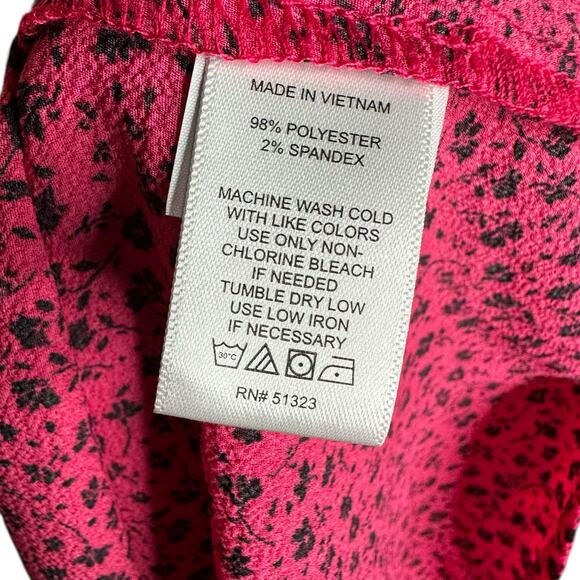 MADE IN VIETNAM
98% POLYESTER
2% SPANDEX
MACHINE WASH COLD
WITH LIKE COLORS
USE ONLY NON-
CHLORINE BLEACH
IF NEEDED
TUMBLE DRY LOW
USE LOW IRON
IF NECESSARY
30°C
RN# 51323